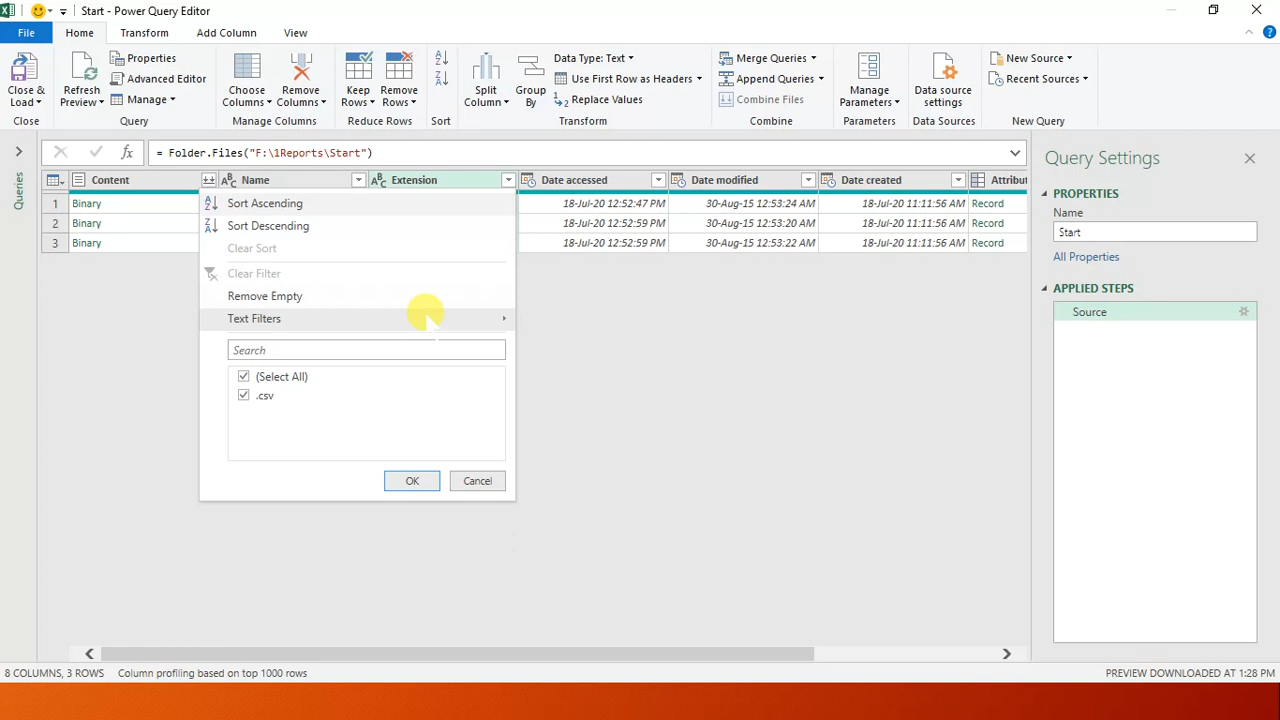 Start - Power Query Editor
File
Home
Transform
Add Column
View
Close &
Load
Close
Refresh
Preview
Properties
Advanced Editor
Manage
Query
Choose
Columns
Remove
Columns
Manage Columns
Keep
Rows
Remove
Rows
Reduce Rows
Sort
Split
Column
Group
By
Data Type: Text
Use First Row as Headers
Replace Values
Transform
Merge Queries
Append Queries
Combine Files
Combine
Manage
Parameters
Parameters
Data source
settings
Data Sources
New Source
Recent Sources
New Query
Queries
fx = Folder.Files("F:\1Reports\Start")
Content ABC Name ABC Extension Date accessed Date modified Date created Attribut
1 Binary 18-Jul-20 12:52:47 PM 30-Aug-15 12:53:24 AM 18-Jul-20 11:11:56 AM Record
2 Binary 18-Jul-20 12:52:59 PM 30-Aug-15 12:53:23 AM 18-Jul-20 11:11:56 AM Record
3 Binary 18-Jul-20 12:52:59 PM 30-Aug-15 12:53:22 AM 18-Jul-20 11:11:56 AM Record
Sort Ascending
Sort Descending
Clear Sort
Clear Filter
Remove Empty
Text Filters
Search
(Select All)
.csv
OK
Cancel
Query Settings
PROPERTIES
Name
Start
All Properties
APPLIED STEPS
Source
8 COLUMNS, 3 ROWS Column profiling based on top 1000 rows
PREVIEW DOWNLOADED AT 1:28 PM